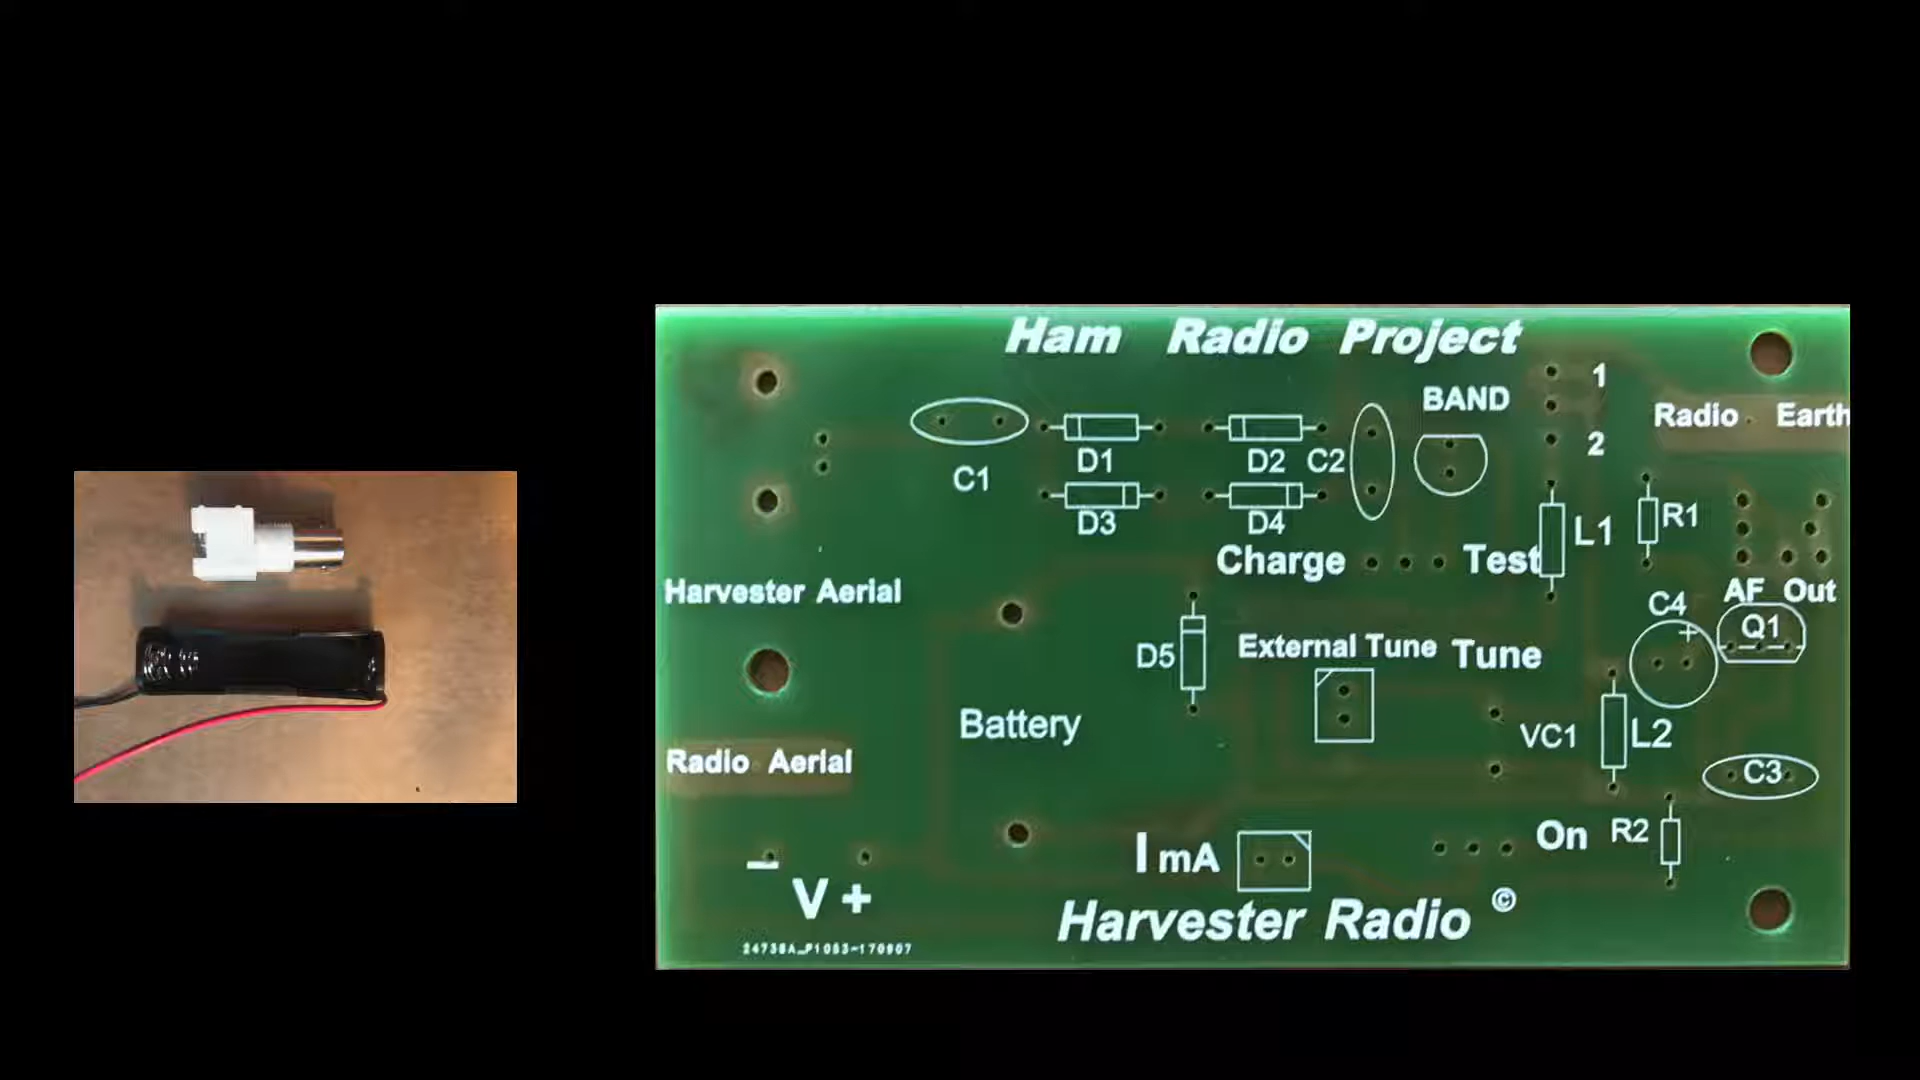 Ham Radio Project
BAND
1
Radio Earth
2
C1
D1
D2
C2
D3
D4
L1
R1
Charge
Test
Harvester Aerial
AF Out
C4
+
Q1
D5
External Tune
Tune
Battery
VC1
L2
Radio Aerial
C3
On
R2
I mA
−
V +
Harvester Radio ©